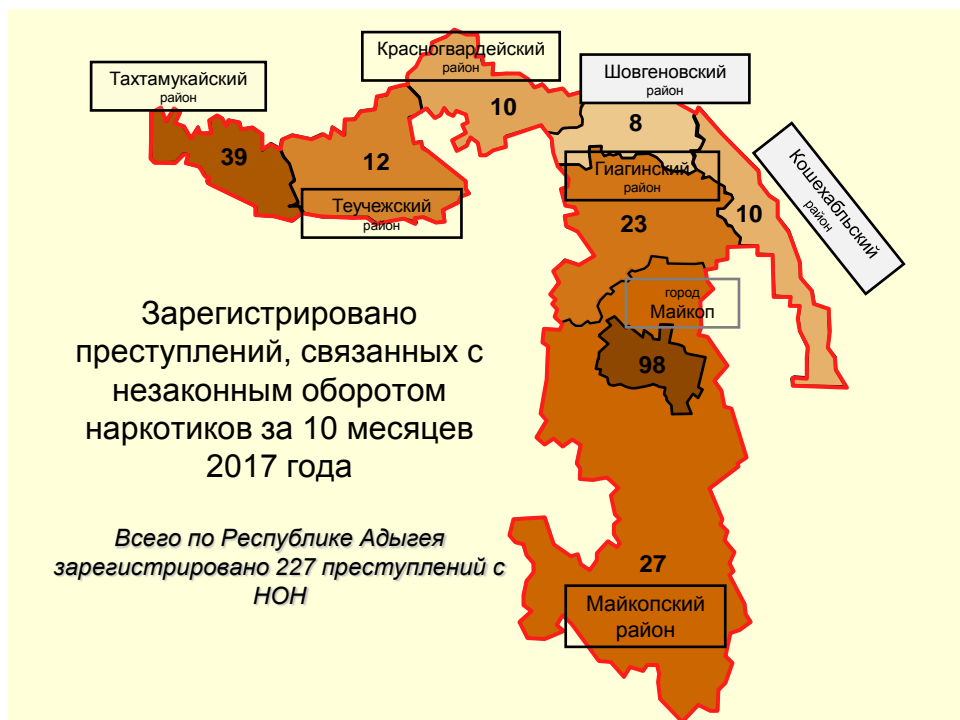 Красногвардейский
район
Тахтамукайский
район
Шовгеновский
район
10
8
39
12
Гиагинский
район
Кошехабльский
район
Теучежский
район
23
10
город
Майкоп
98
Зарегистрировано
преступлений, связанных с
незаконным оборотом
наркотиков за 10 месяцев
2017 года
Всего по Республике Адыгея
зарегистрировано 227 преступлений с
НОН
27
Майкопский
район